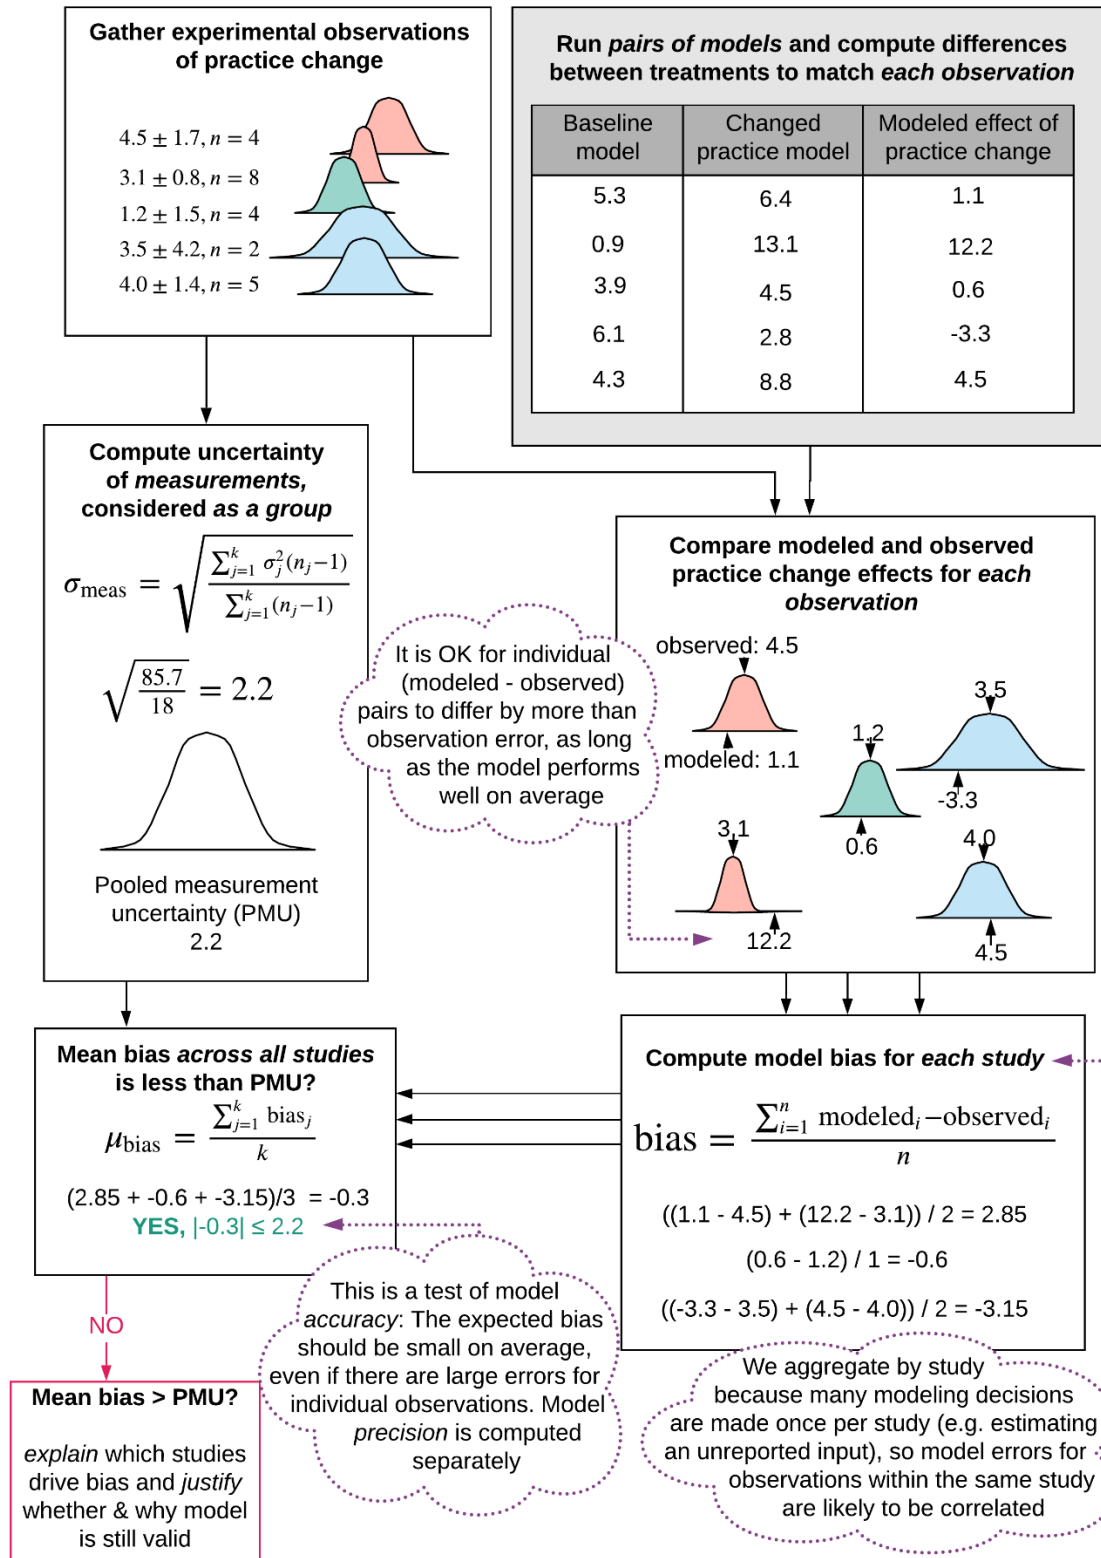 Gather experimental observations
of practice change
4.5 ± 1.7, n = 4
3.1 ± 0.8, n = 8
1.2 ± 1.5, n = 4
3.5 ± 4.2, n = 2
4.0 ± 1.4, n = 5
Run pairs of models and compute differences
between treatments to match each observation
Baseline model | Changed practice model | Modeled effect of practice change
5.3 6.4 1.1
0.9 13.1 12.2
3.9 4.5 0.6
6.1 2.8 -3.3
4.3 8.8 4.5
Compute uncertainty
of measurements,
considered as a group
σ_meas = √(∑_{j=1}^{k} σ_j^2(n_j−1) / ∑_{j=1}^{k}(n_j−1))
√(85.7/18) = 2.2
Pooled measurement
uncertainty (PMU)
2.2
It is OK for individual
(modeled - observed)
pairs to differ by more than
observation error, as long
as the model performs
well on average
Compare modeled and observed
practice change effects for each
observation
observed: 4.5
modeled: 1.1
3.5
-3.3
1.2
0.6
3.1
12.2
4.0
4.5
Mean bias across all studies
is less than PMU?
μ_bias = ∑_{j=1}^{k} bias_j / k
(2.85 + -0.6 + -3.15)/3 = -0.3
YES, |-0.3| ≤ 2.2
Compute model bias for each study
bias = ∑_{i=1}^{n} modeled_i−observed_i / n
((1.1 - 4.5) + (12.2 - 3.1)) / 2 = 2.85
(0.6 - 1.2) / 1 = -0.6
((-3.3 - 3.5) + (4.5 - 4.0)) / 2 = -3.15
NO
This is a test of model
accuracy: The expected bias
should be small on average,
even if there are large errors for
individual observations. Model
precision is computed
separately
We aggregate by study
because many modeling decisions
are made once per study (e.g. estimating
an unreported input), so model errors for
observations within the same study
are likely to be correlated
Mean bias > PMU?
explain which studies
drive bias and justify
whether & why model
is still valid